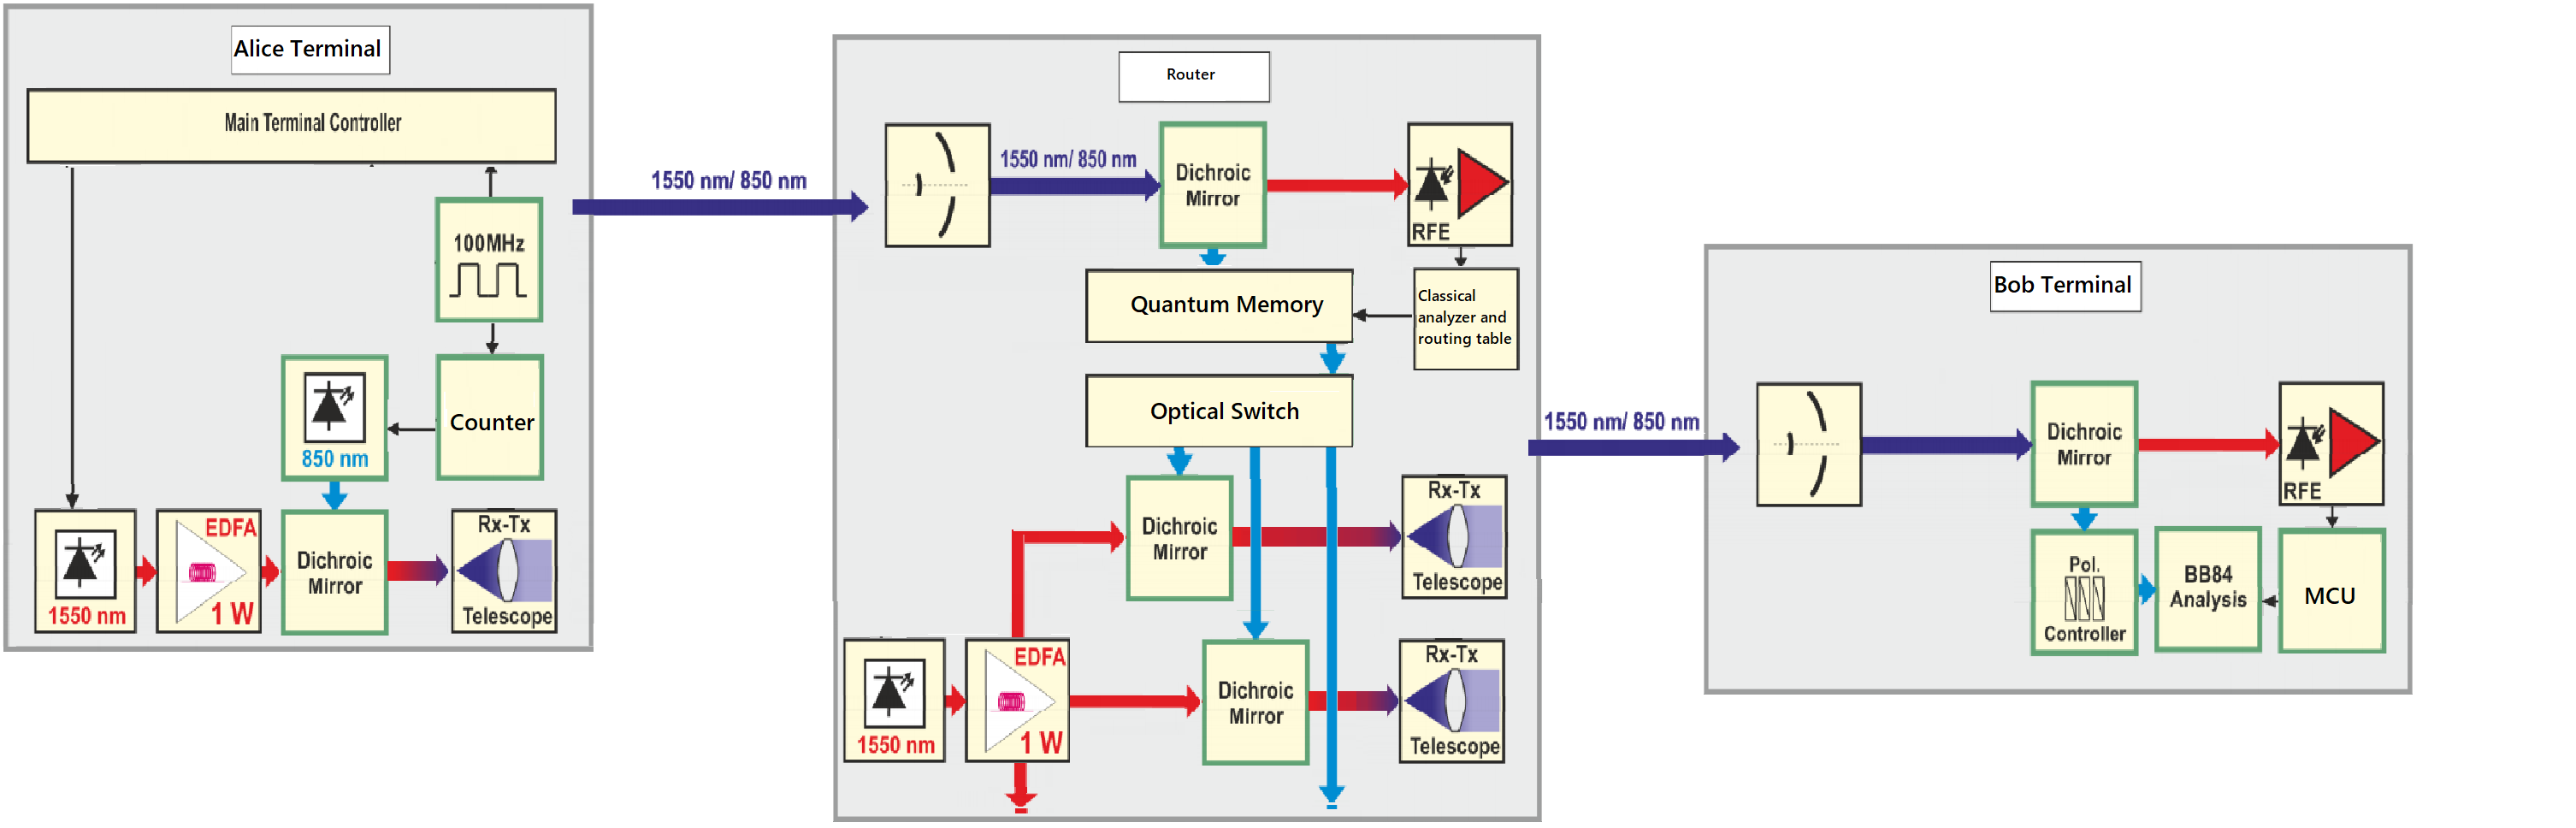 Alice Terminal
Main Terminal Controller
100MHz
Counter
850 nm
1550 nm
EDFA
1 W
Dichroic
Mirror
Rx-Tx
Telescope
1550 nm/ 850 nm
Router
1550 nm/ 850 nm
Dichroic
Mirror
RFE
Quantum Memory
Classical
analyzer and
routing table
Optical Switch
Dichroic
Mirror
Rx-Tx
Telescope
1550 nm
EDFA
1 W
Dichroic
Mirror
Rx-Tx
Telescope
1550 nm/ 850 nm
Bob Terminal
Dichroic
Mirror
RFE
Pol.
Controller
BB84
Analysis
MCU